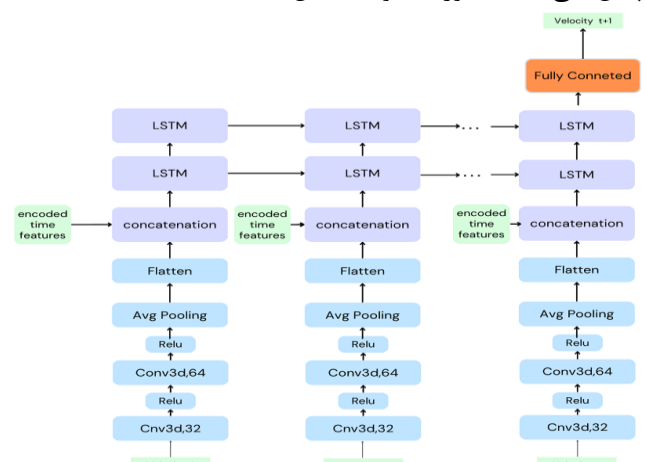 Velocity t+1
Fully Conneted
LSTM LSTM ... LSTM
LSTM LSTM ... LSTM
encoded time features concatenation encoded time features concatenation encoded time features concatenation
Flatten Flatten Flatten
Avg Pooling Avg Pooling Avg Pooling
Relu Relu Relu
Conv3d,64 Conv3d,64 Conv3d,64
Relu Relu Relu
Cnv3d,32 Cnv3d,32 Cnv3d,32